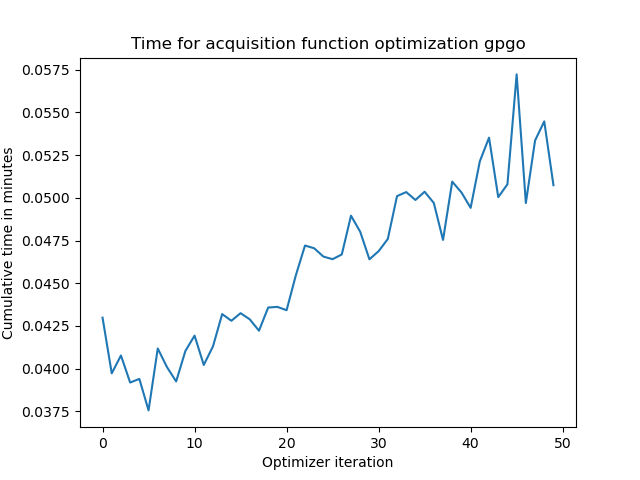 Time for acquisition function optimization gpgo
Cumulative time in minutes
0.0575
0.0550
0.0525
0.0500
0.0475
0.0450
0.0425
0.0400
0.0375
0 10 20 30 40 50
Optimizer iteration